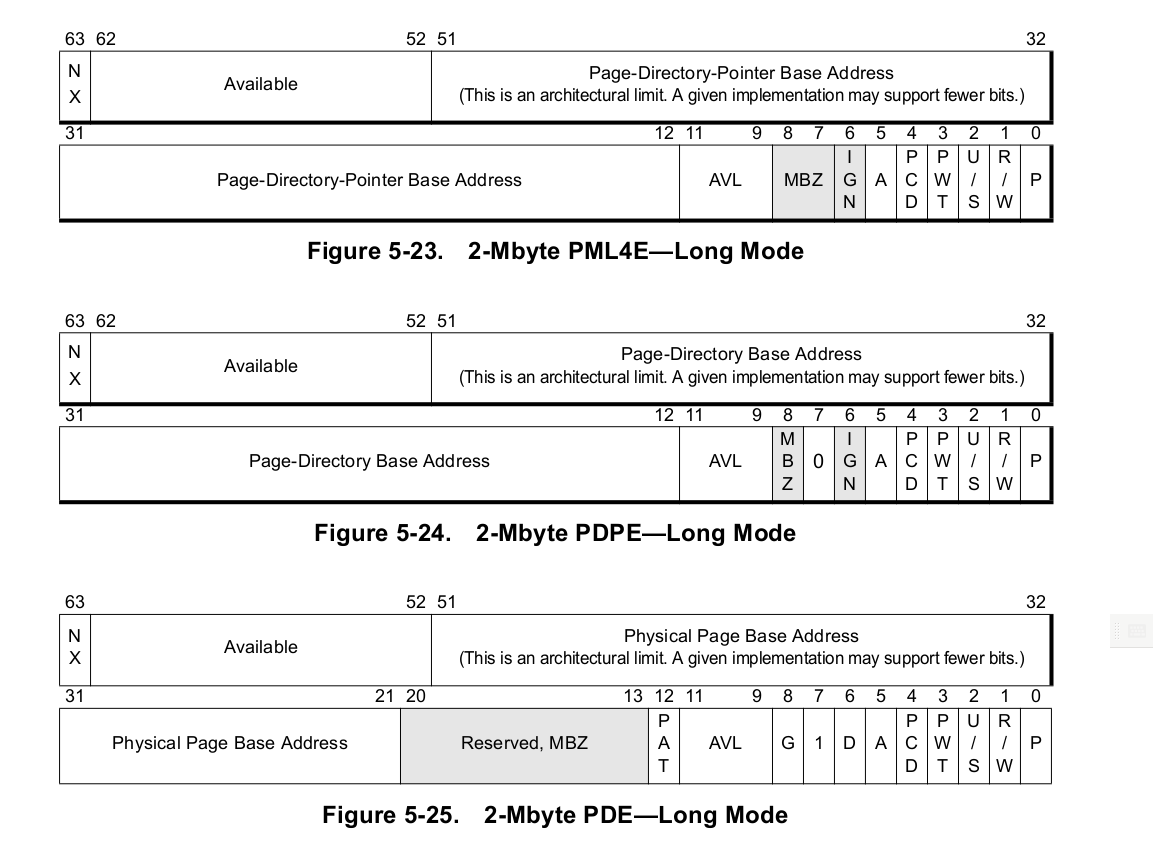 63 62 52 51 32
N X Available Page-Directory-Pointer Base Address
(This is an architectural limit. A given implementation may support fewer bits.)
31 12 11 9 8 7 6 5 4 3 2 1 0
Page-Directory-Pointer Base Address AVL MBZ IGN A PCD PWT U/S R/W P
Figure 5-23. 2-Mbyte PML4E—Long Mode
63 62 52 51 32
N X Available Page-Directory Base Address
(This is an architectural limit. A given implementation may support fewer bits.)
31 12 11 9 8 7 6 5 4 3 2 1 0
Page-Directory Base Address AVL MBZ 0 IGN A PCD PWT U/S R/W P
Figure 5-24. 2-Mbyte PDPE—Long Mode
63 52 51 32
N X Available Physical Page Base Address
(This is an architectural limit. A given implementation may support fewer bits.)
31 21 20 13 12 11 9 8 7 6 5 4 3 2 1 0
Physical Page Base Address Reserved, MBZ PAT AVL G 1 D A PCD PWT U/S R/W P
Figure 5-25. 2-Mbyte PDE—Long Mode